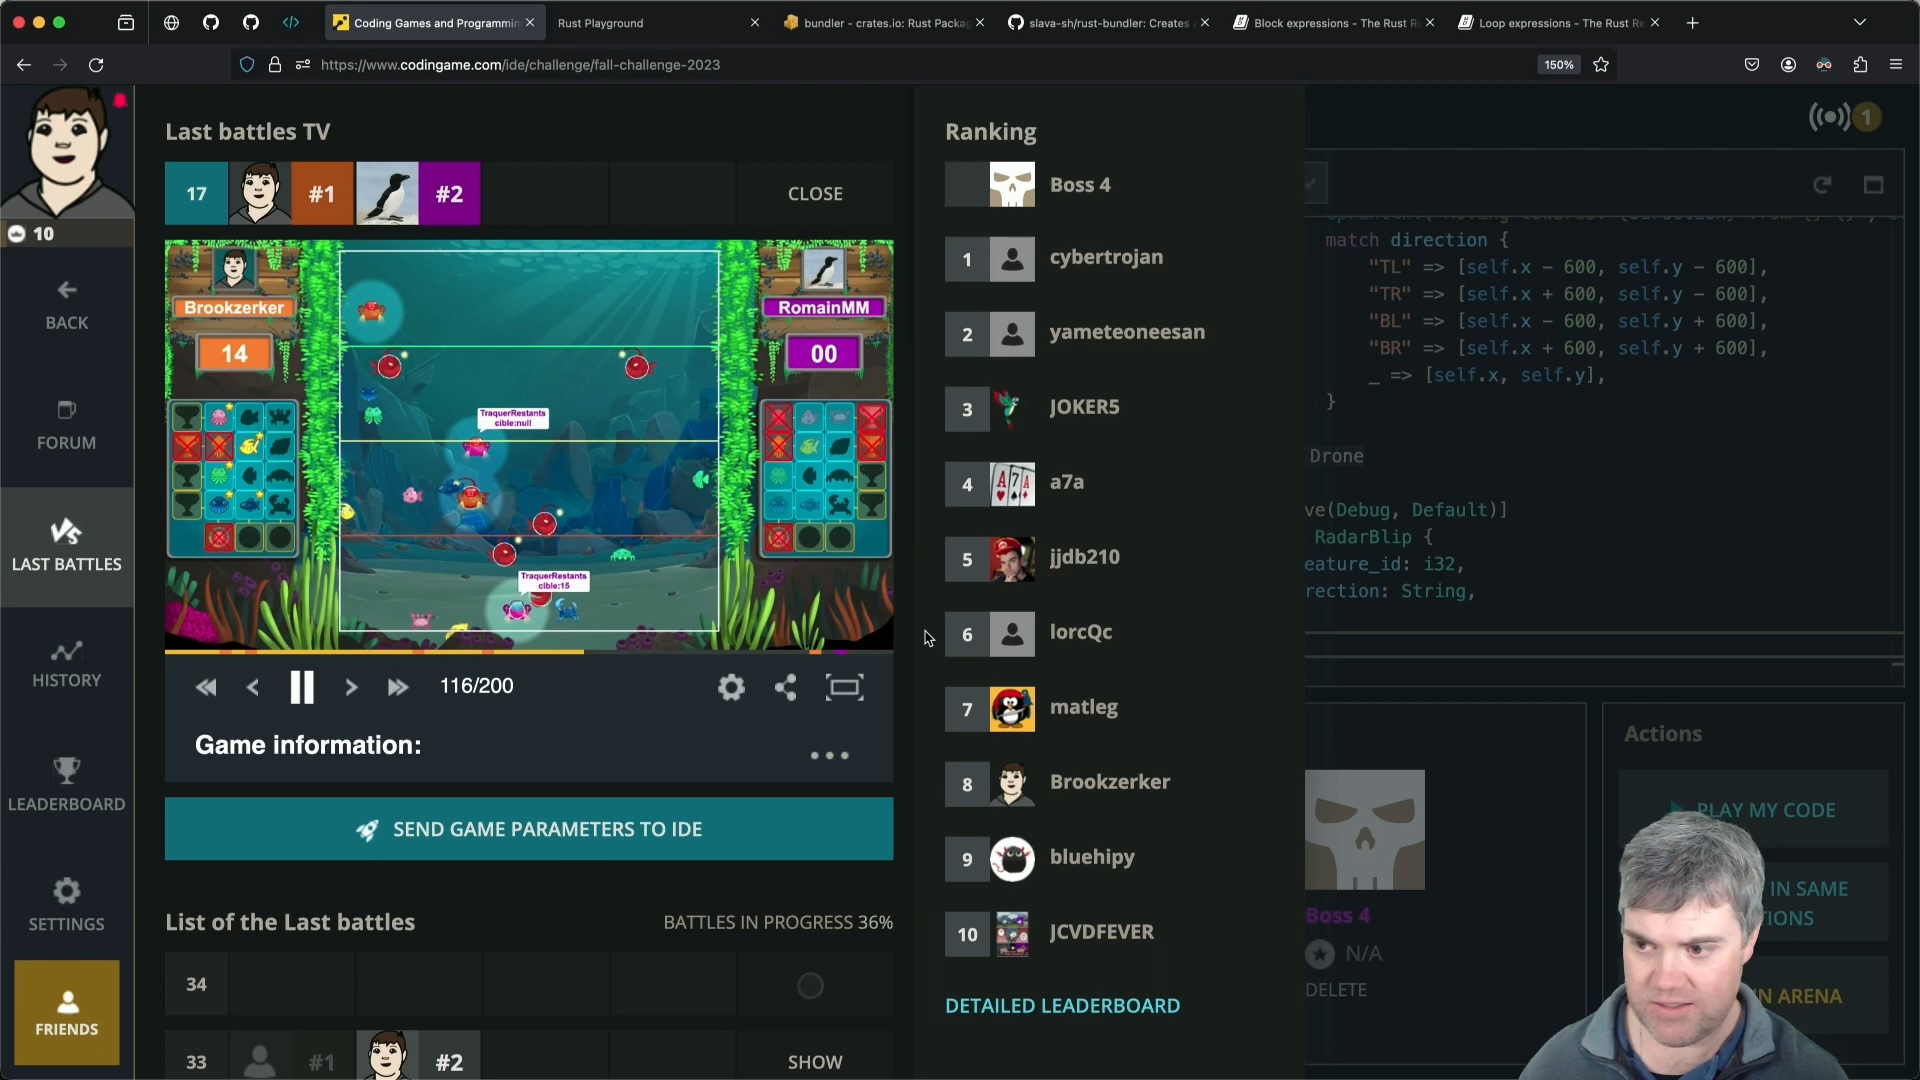 Coding Games and Programmin
Rust Playground
bundler - crates.io: Rust Packag
slava-sh/rust-bundler: Creates
Block expressions - The Rust Re
Loop expressions - The Rust Re
https://www.codingame.com/ide/challenge/fall-challenge-2023
150%
10
BACK
FORUM
LAST BATTLES
HISTORY
LEADERBOARD
SETTINGS
FRIENDS
Last battles TV
17
#1
#2
CLOSE
Brookzerker
14
RomainMM
00
TraquerRestants
cible:null
TraquerRestants
cible:15
116/200
Game information:
SEND GAME PARAMETERS TO IDE
List of the Last battles
BATTLES IN PROGRESS 36%
34
33
#1
#2
SHOW
Ranking
Boss 4
1 cybertrojan
2 yameteoneesan
3 JOKER5
4 a7a
5 jjdb210
6 lorcQc
7 matleg
8 Brookzerker
9 bluehipy
10 JCVDFEVER
DETAILED LEADERBOARD
1
match direction {
"TL" => [self.x - 600, self.y - 600],
"TR" => [self.x + 600, self.y - 600],
"BL" => [self.x - 600, self.y + 600],
"BR" => [self.x + 600, self.y + 600],
_ => [self.x, self.y],
}
Drone
ve(Debug, Default)]
RadarBlip {
eature_id: i32,
rection: String,
Boss 4
N/A
DELETE
Actions
PLAY MY CODE
IN SAME
TIONS
IN ARENA